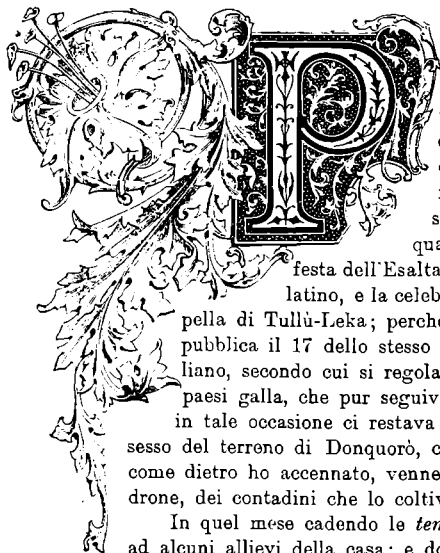 P
qua
festa dell'Esalta
latino, e la celeb
pella di Tullù-Leka; perche
pubblica il 17 dello stesso
liano, secondo cui si regola
paesi galla, che pur seguiv
in tale occasione ci restava
sesso del terreno di Donquorò, c
come dietro ho accennato, venne
drone, dei contadini che lo coltiv
In quel mese cadendo le tem
ad alcuni allievi della casa; e d